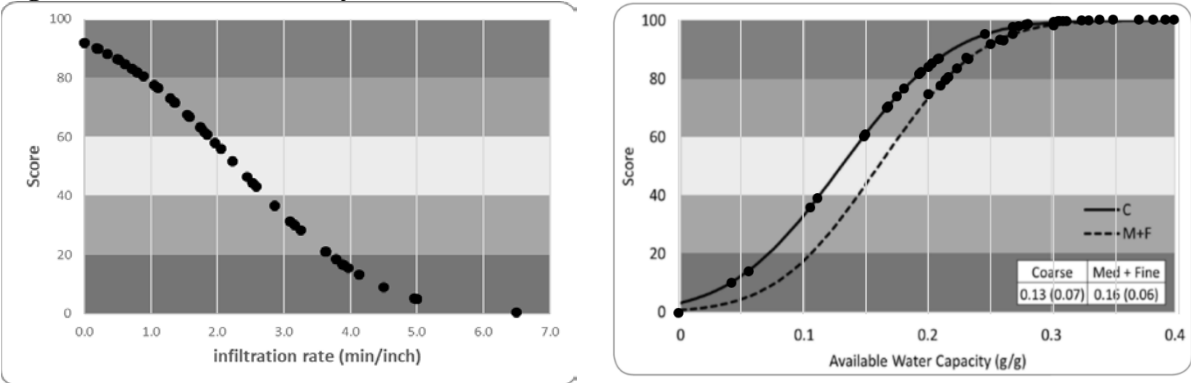 100
80
60
40
20
0
Score
0.0 1.0 2.0 3.0 4.0 5.0 6.0 7.0
infiltration rate (min/inch)
100
80
60
40
20
0
Score
C
M+F
Coarse Med + Fine
0.13 (0.07) 0.16 (0.06)
0 0.1 0.2 0.3 0.4
Available Water Capacity (g/g)